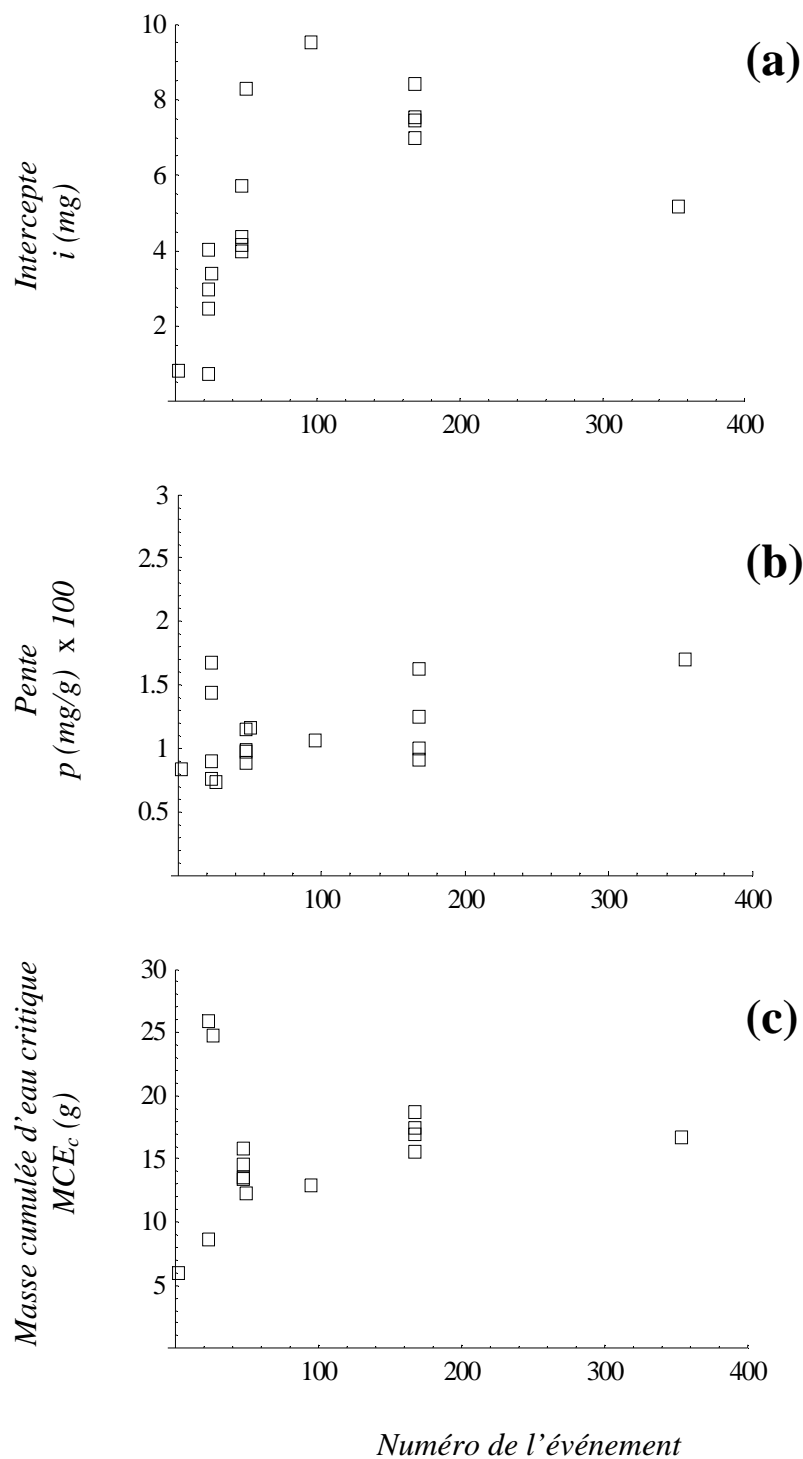 (a)
Intercepte
i (mg)
10
8
6
4
2
100 200 300 400
(b)
Pente
p (mg/g) x 100
3
2.5
2
1.5
1
0.5
100 200 300 400
(c)
Masse cumulée d'eau critique
MCEc (g)
30
25
20
15
10
5
100 200 300 400
Numéro de l'événement